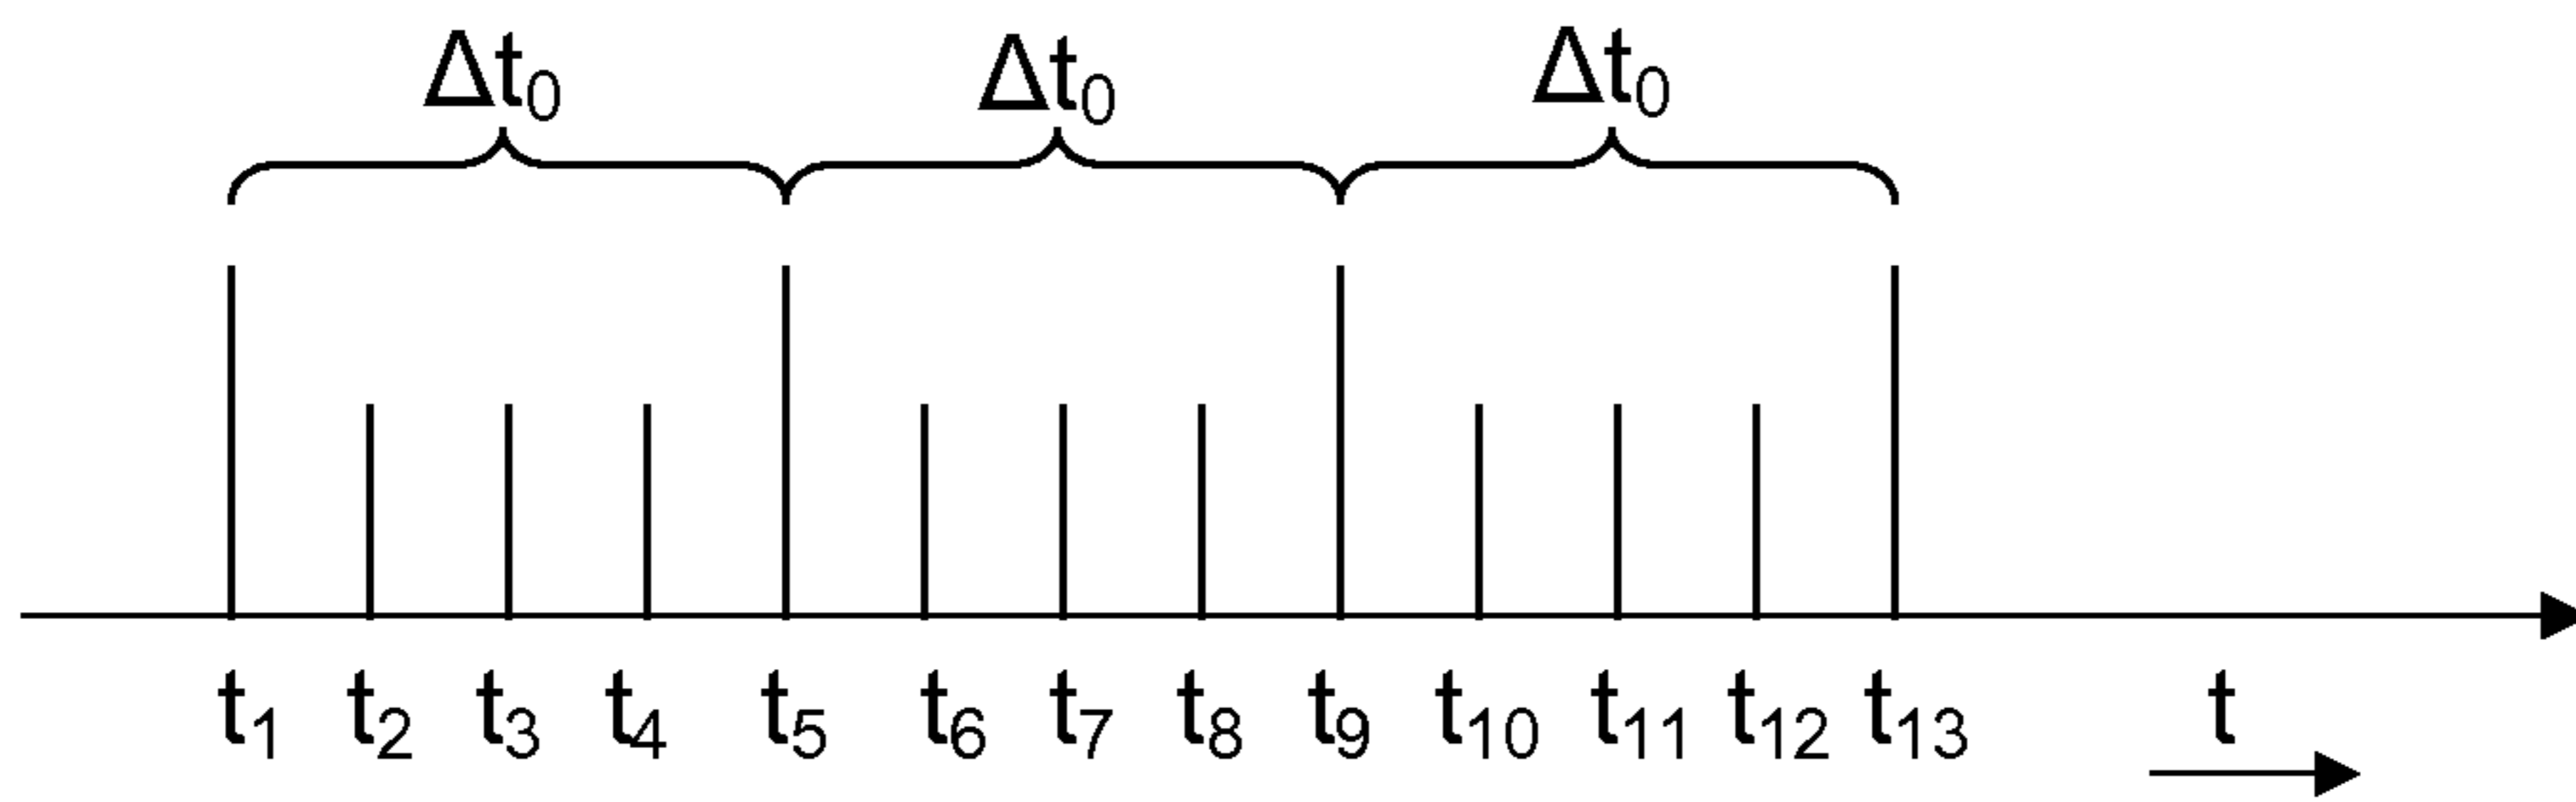 Δt₀ Δt₀ Δt₀
t₁ t₂ t₃ t₄ t₅ t₆ t₇ t₈ t₉ t₁₀ t₁₁ t₁₂ t₁₃ t